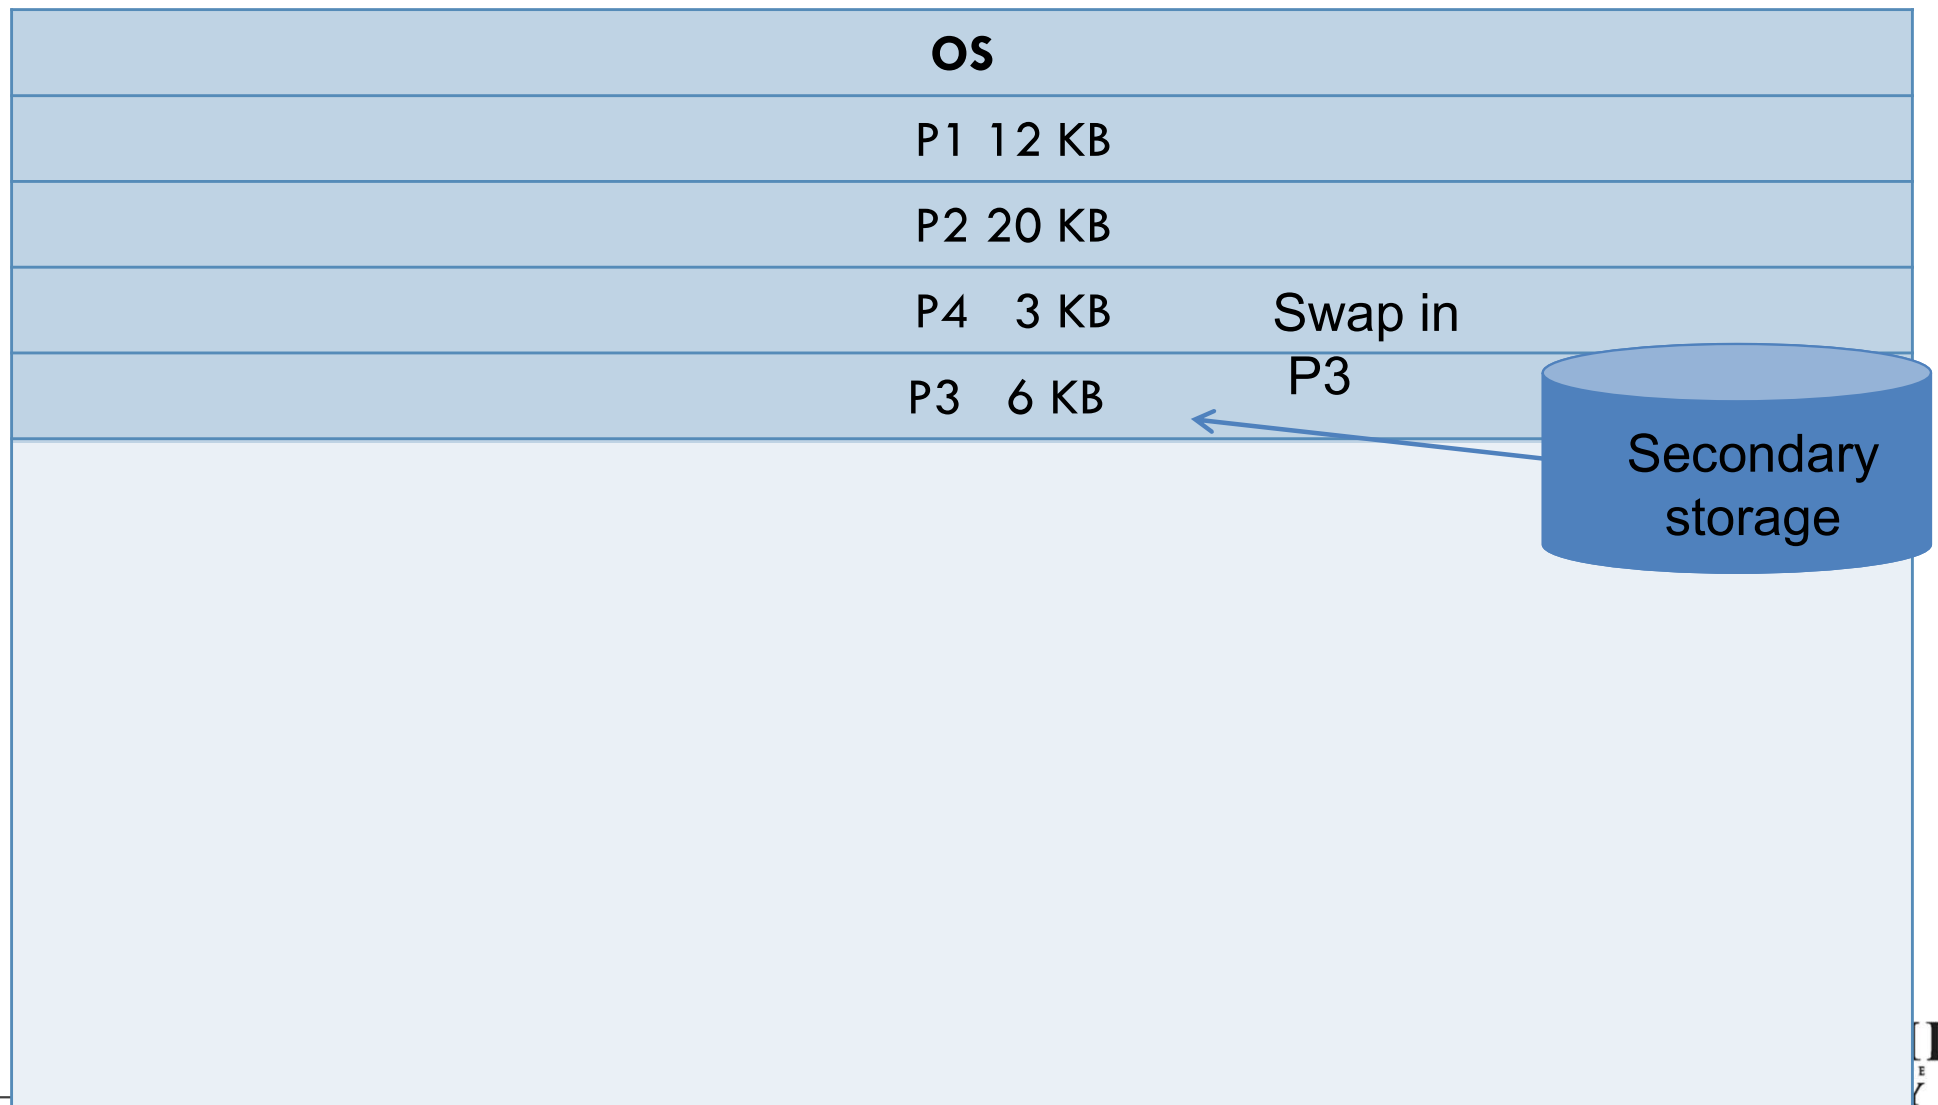 OS
P1 12 KB
P2 20 KB
P4 3 KB
Swap in
P3
P3 6 KB
Secondary
storage
E